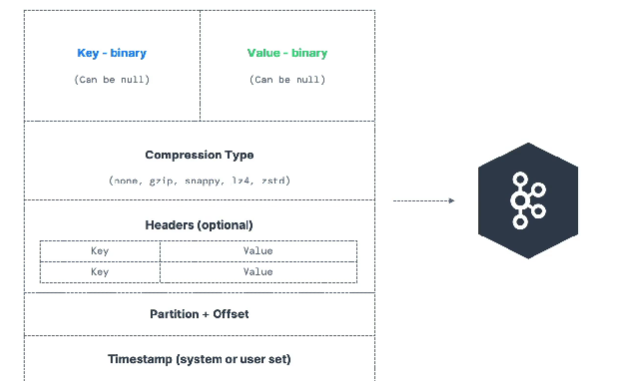 Key - binary
Value - binary
(Can be null)
(Can be null)
Compression Type
(none, gzip, snappy, lz4, zstd)
Headers (optional)
Key Value
Key Value
Partition + Offset
Timestamp (system or user set)